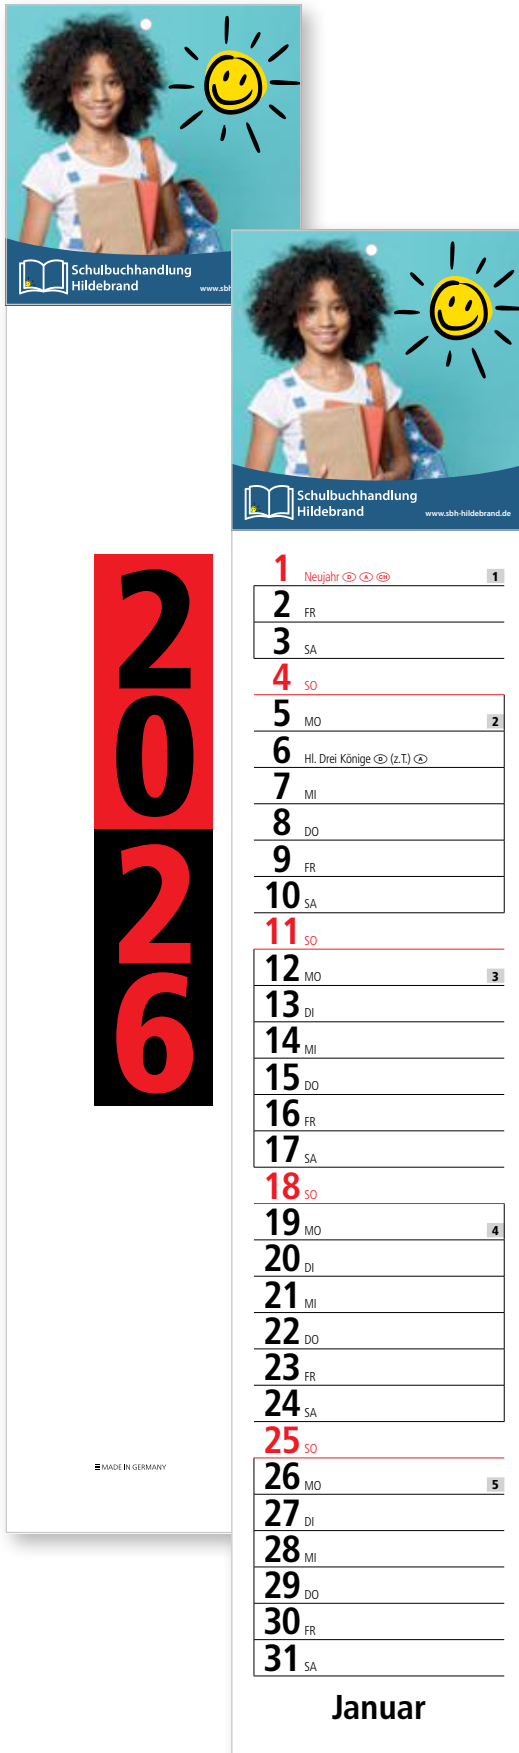 Schulbuchhandlung
Hildebrand
www.sbh
2026
MADE IN GERMANY
Schulbuchhandlung
Hildebrand
www.sbh-hildebrand.de
1 Neujahr D A CH 1
2 FR
3 SA
4 SO
5 MO 2
6 Hl. Drei Könige D (z.T.) A
7 MI
8 DO
9 FR
10 SA
11 SO
12 MO 3
13 DI
14 MI
15 DO
16 FR
17 SA
18 SO
19 MO 4
20 DI
21 MI
22 DO
23 FR
24 SA
25 SO
26 MO 5
27 DI
28 MI
29 DO
30 FR
31 SA
Januar